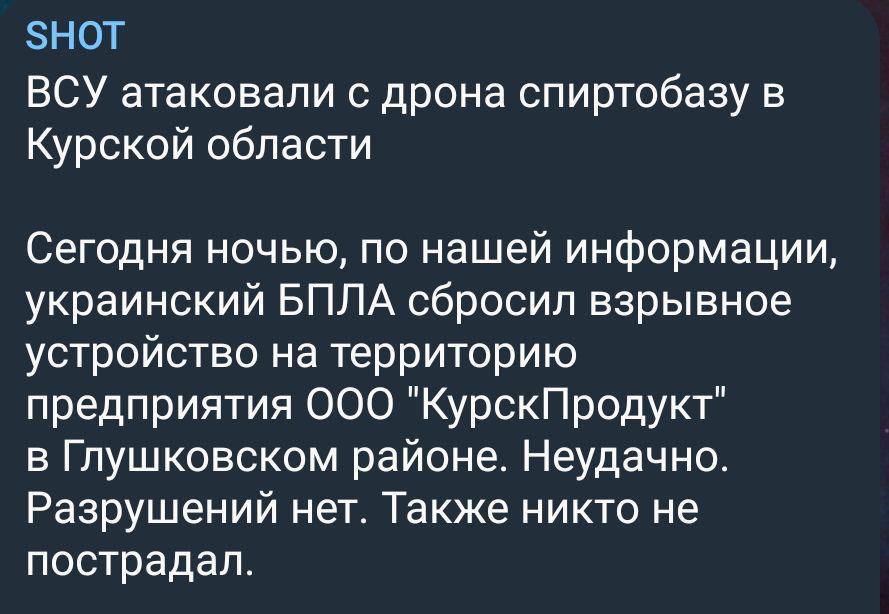 SHOT
ВСУ атаковали с дрона спиртобазу в
Курской области
Сегодня ночью, по нашей информации,
украинский БПЛА сбросил взрывное
устройство на территорию
предприятия ООО "КурскПродукт"
в Глушковском районе. Неудачно.
Разрушений нет. Также никто не
пострадал.